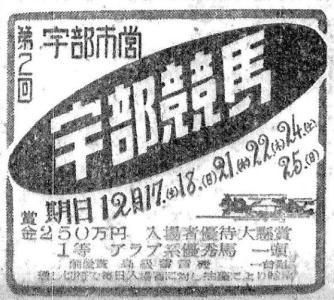 第2回
宇部市営
宇部競馬
期日 12月17.(土)18.(日)21.(水)22.(木)24.(土)25.(日)
賞金250万円 入場者優待大懸賞
1等 アラブ系優秀馬 一頭